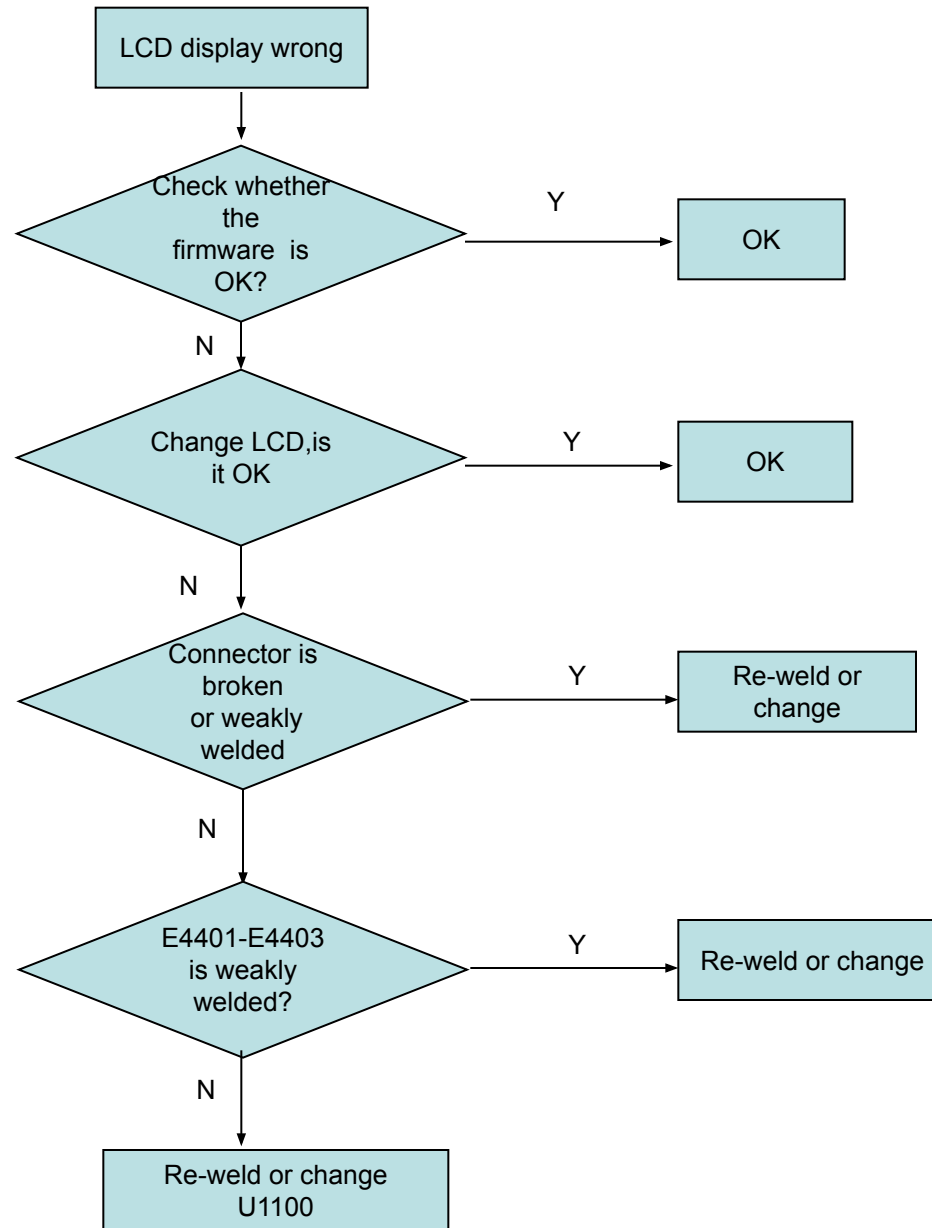 LCD display wrong
Check whether
the
firmware is
OK?
Y
OK
N
Change LCD,is
it OK
Y
OK
N
Connector is
broken
or weakly
welded
Y
Re-weld or
change
N
E4401-E4403
is weakly
welded?
Y
Re-weld or change
N
Re-weld or change
U1100